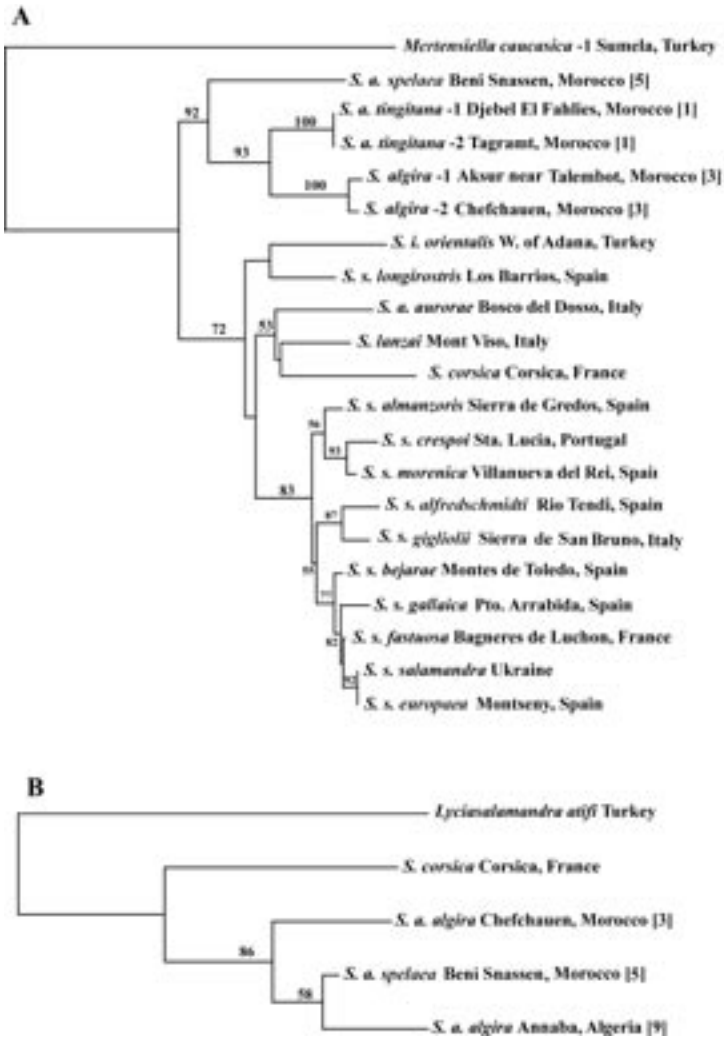 A
Mertensiella caucasica -1 Sumela, Turkey
S. a. spelaea Beni Snassen, Morocco [5]
92
S. a. tingitana -1 Djebel El Fahlies, Morocco [1]
100
S. a. tingitana -2 Tagramt, Morocco [1]
93
S. algira -1 Aksur near Talembot, Morocco [3]
100
S. algira -2 Chefchauen, Morocco [3]
S. i. orientalis W. of Adana, Turkey
S. s. longirostris Los Barrios, Spain
S. a. aurorae Bosco del Dosso, Italy
72
53
S. lanzai Mont Viso, Italy
S. corsica Corsica, France
S. s. almanzoris Sierra de Gredos, Spain
S. s. crespoi Sta. Lucia, Portugal
S. s. morenica Villanueva del Rei, Spain
83
S. s. alfredschmidti Rio Tendi, Spain
S. s. gigliolii Sierra de San Bruno, Italy
S. s. bejarae Montes de Toledo, Spain
S. s. gallaica Pto. Arrabida, Spain
S. s. fastuosa Bagneres de Luchon, France
S. s. salamandra Ukraine
S. s. europaea Montseny, Spain
B
Lyciasalamandra atifi Turkey
S. corsica Corsica, France
S. a. algira Chefchauen, Morocco [3]
86
S. a. spelaea Beni Snassen, Morocco [5]
58
S. a. algira Annaba, Algeria [9]